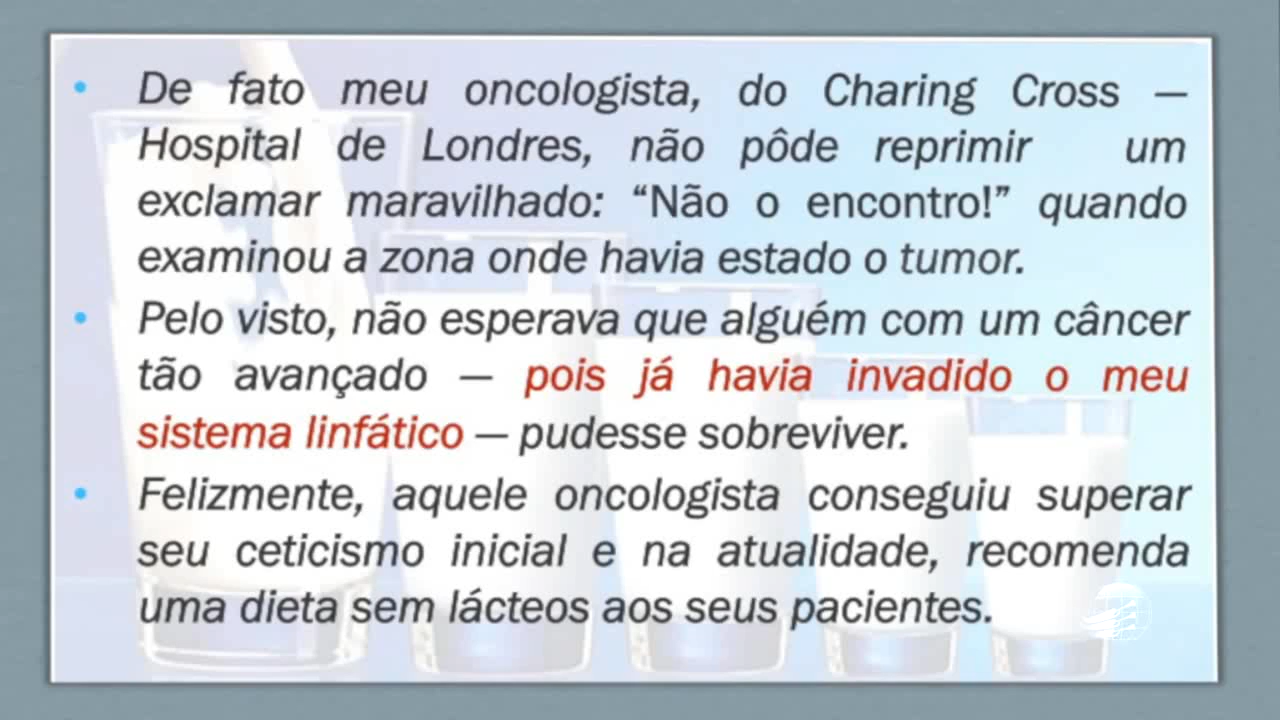 • De fato meu oncologista, do Charing Cross —
Hospital de Londres, não pôde reprimir um
exclamar maravilhado: “Não o encontro!” quando
examinou a zona onde havia estado o tumor.
• Pelo visto, não esperava que alguém com um câncer
tão avançado — pois já havia invadido o meu
sistema linfático — pudesse sobreviver.
• Felizmente, aquele oncologista conseguiu superar
seu ceticismo inicial e na atualidade, recomenda
uma dieta sem lácteos aos seus pacientes.